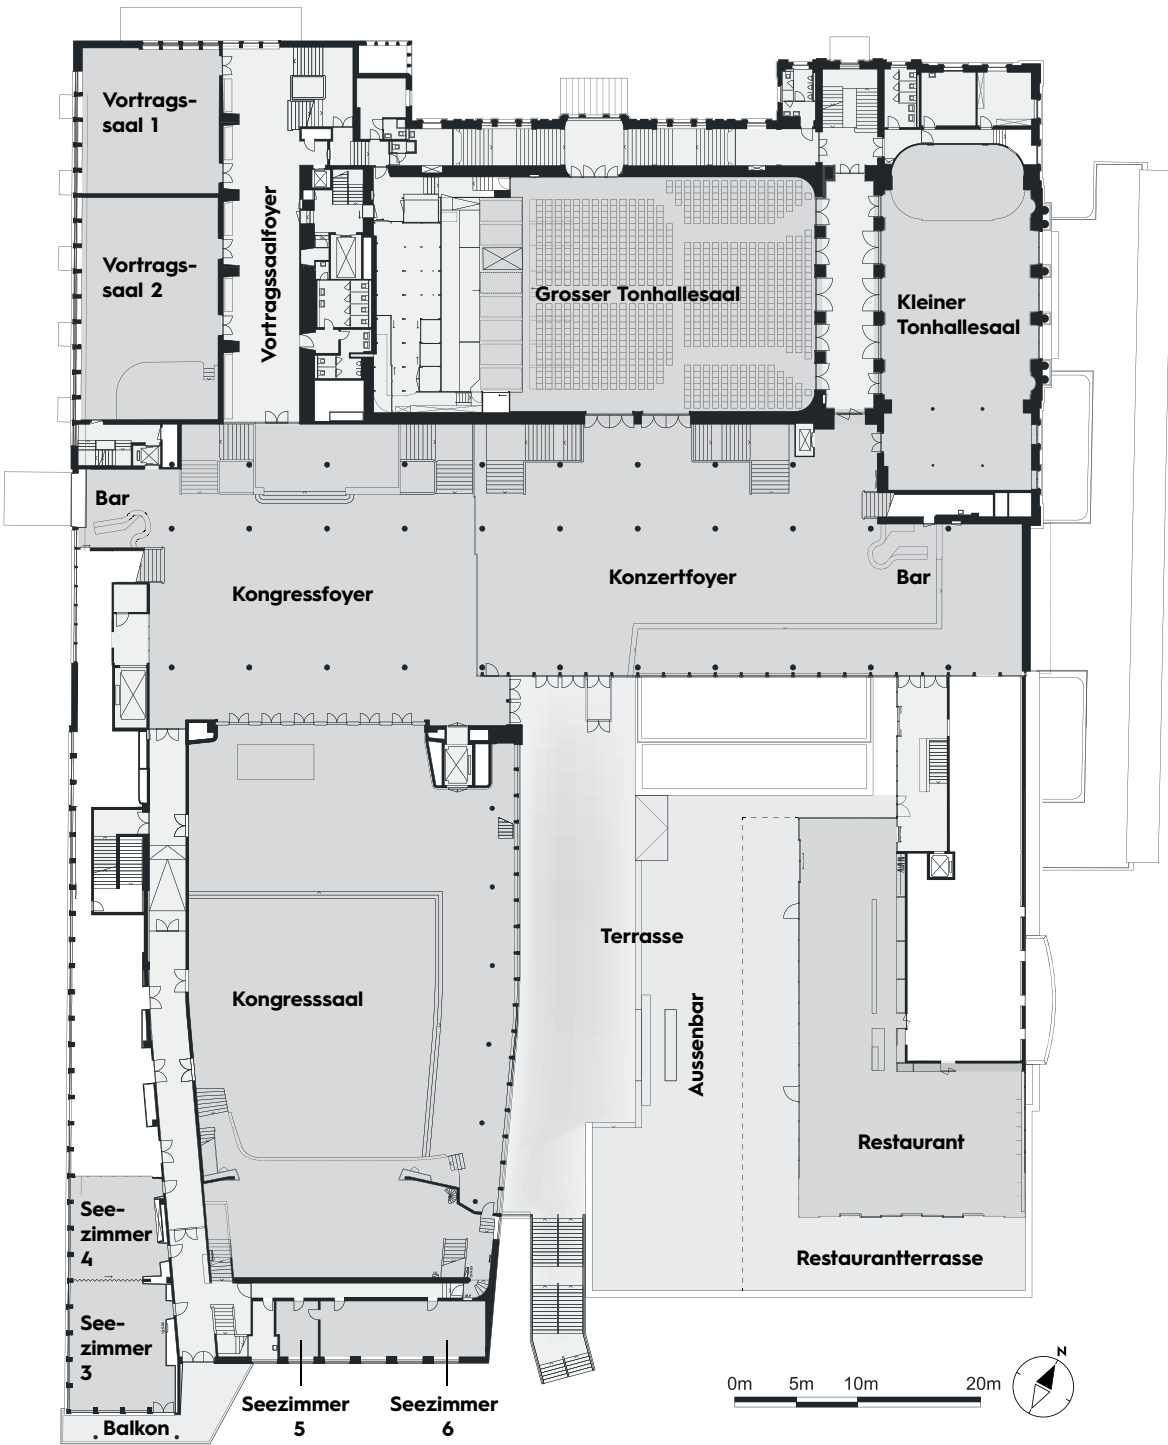 Vortrags-
saal 1
Vortrags-
saal 2
Vortragssaalfoyer
Grosser Tonhallesaal
Kleiner
Tonhallesaal
Bar
Kongressfoyer
Konzertfoyer
Bar
Kongresssaal
Terrasse
Aussenbar
Restaurant
Restaurantterrasse
See-
zimmer
4
See-
zimmer
3
Balkon
Seezimmer
5
Seezimmer
6
0m 5m 10m 20m
N